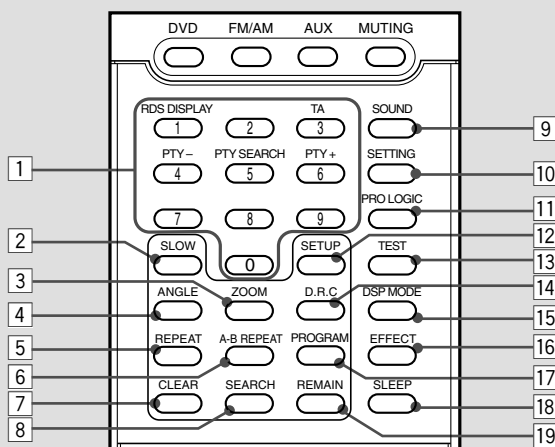 DVD FM/AM AUX MUTING
RDS DISPLAY TA SOUND
1 2 3
9
PTY – PTY SEARCH PTY + SETTING
1
4 5 6
10
PRO LOGIC
11
7 8 9
12
2
SLOW SETUP TEST
0
13
3
14
ANGLE ZOOM D.R.C DSP MODE
4
15
REPEAT A-B REPEAT PROGRAM EFFECT
5
16
6
17
CLEAR SEARCH REMAIN SLEEP
7
18
8
19